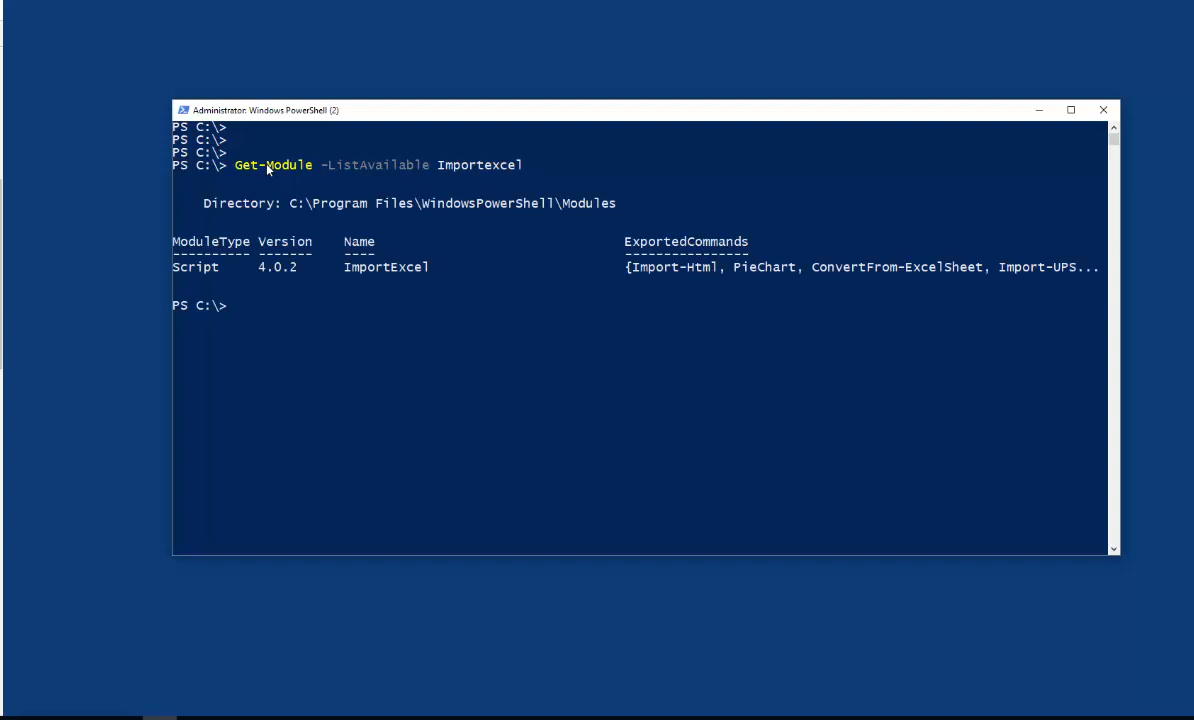 Administrator: Windows PowerShell (2)
PS C:\>
PS C:\>
PS C:\>
PS C:\> Get-Module -ListAvailable Importexcel
Directory: C:\Program Files\WindowsPowerShell\Modules
ModuleType Version    Name                                ExportedCommands
---------- -------    ----                                ----------------
Script     4.0.2      ImportExcel                         {Import-Html, PieChart, ConvertFrom-ExcelSheet, Import-UPS...
PS C:\>